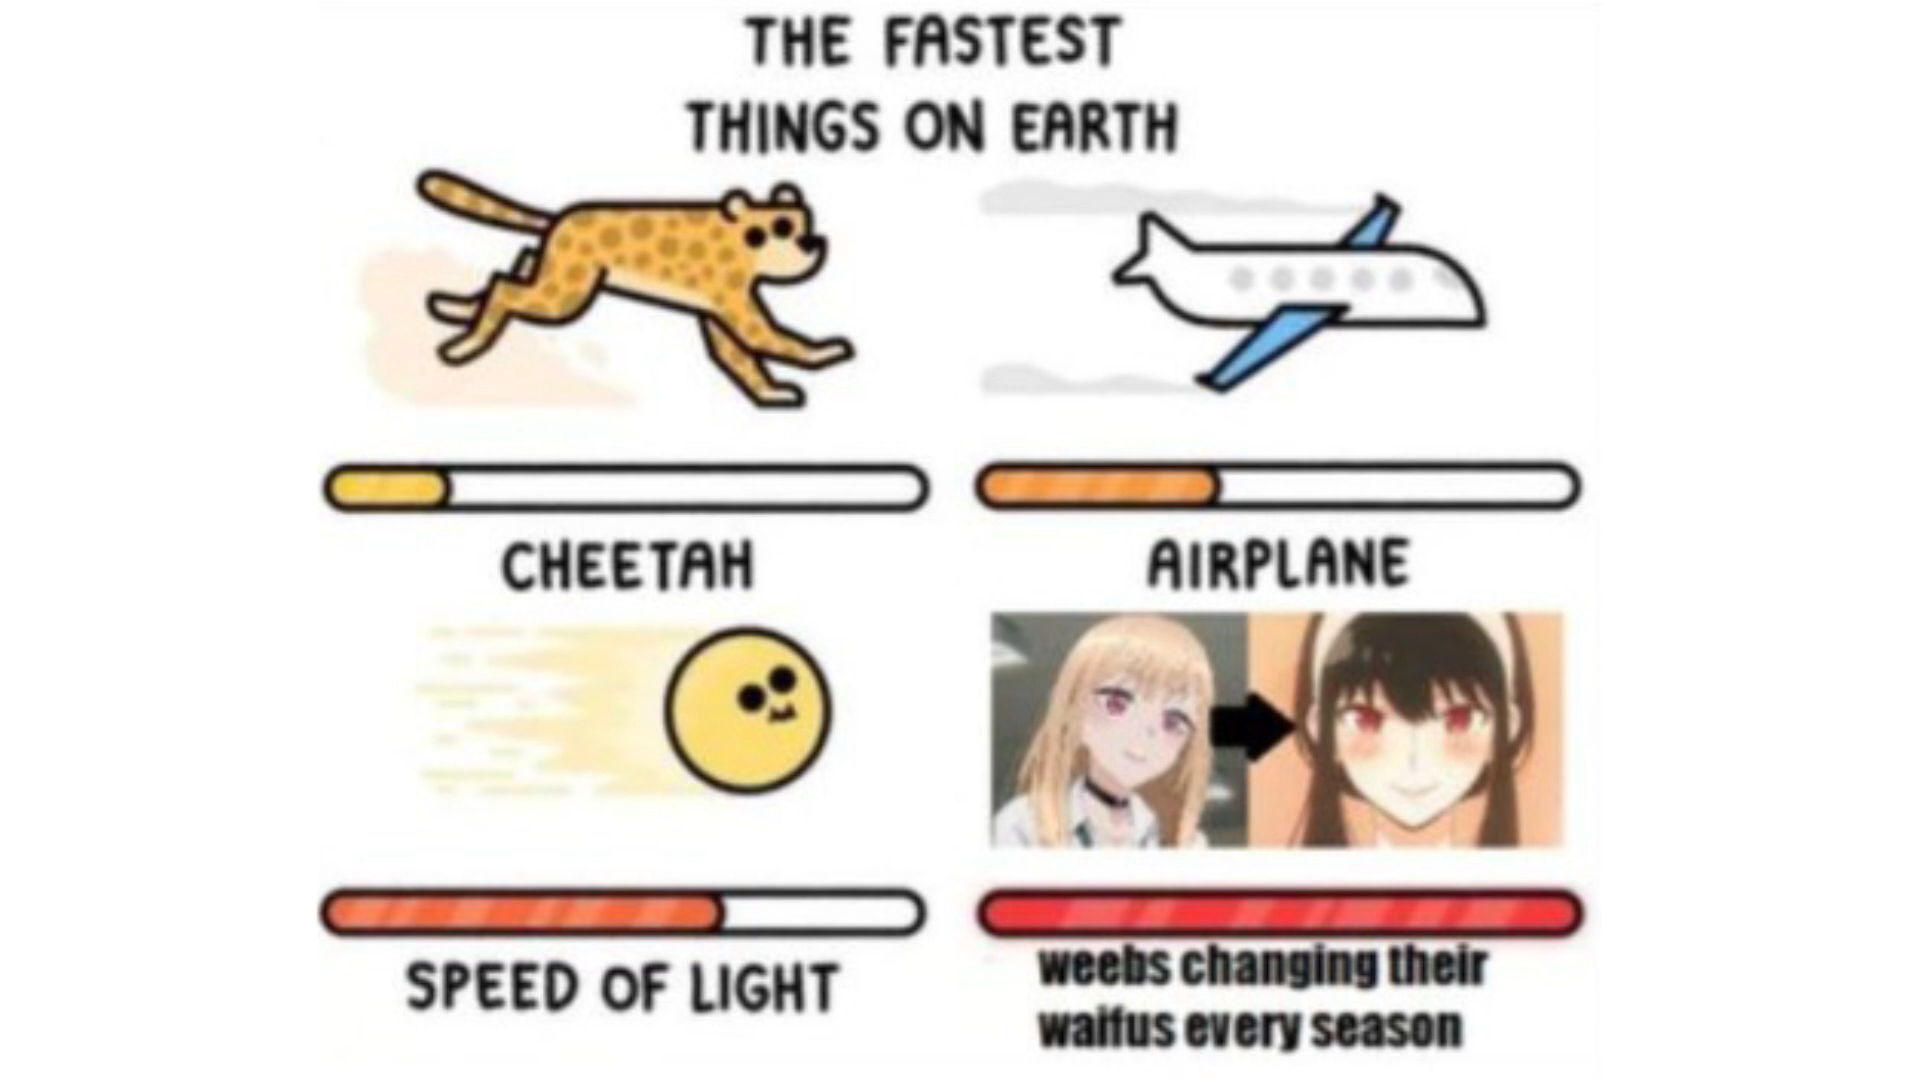 THE FASTEST
THINGS ON EARTH
CHEETAH
AIRPLANE
SPEED OF LIGHT
weebs changing their
waifus every season